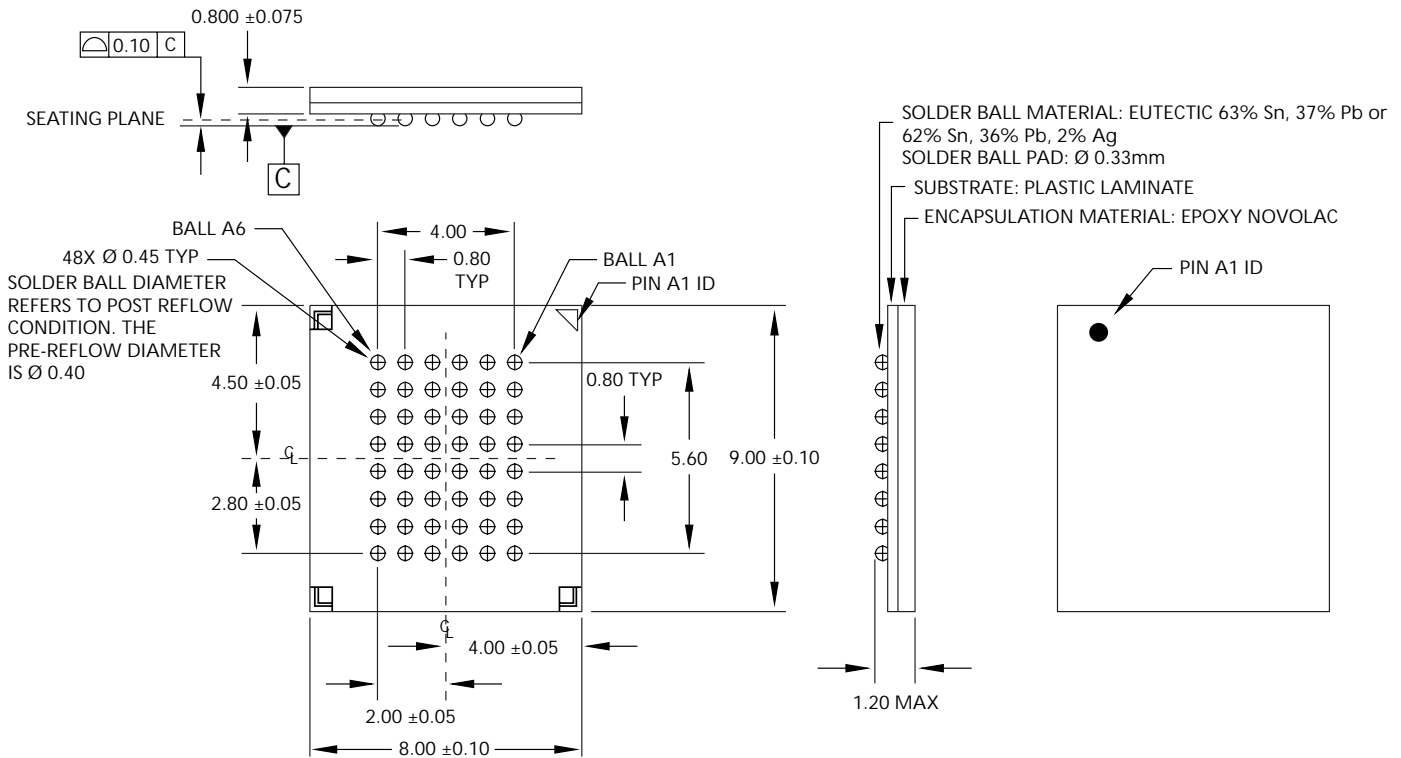 0.800 ±0.075
0.10 C
SEATING PLANE
C
SOLDER BALL MATERIAL: EUTECTIC 63% Sn, 37% Pb or
62% Sn, 36% Pb, 2% Ag
SOLDER BALL PAD: Ø 0.33mm
SUBSTRATE: PLASTIC LAMINATE
ENCAPSULATION MATERIAL: EPOXY NOVOLAC
BALL A6
4.00
48X Ø 0.45 TYP
0.80
TYP
BALL A1
PIN A1 ID
PIN A1 ID
SOLDER BALL DIAMETER
REFERS TO POST REFLOW
CONDITION. THE
PRE-REFLOW DIAMETER
IS Ø 0.40
4.50 ±0.05
0.80 TYP
CL
5.60
9.00 ±0.10
2.80 ±0.05
CL
4.00 ±0.05
2.00 ±0.05
8.00 ±0.10
1.20 MAX